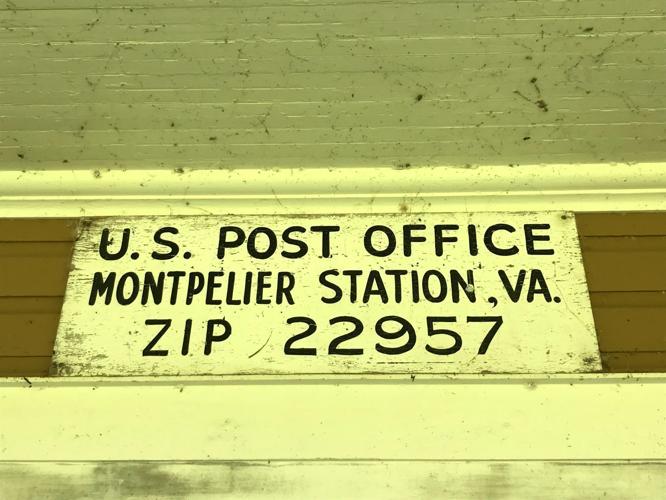 U.S. POST OFFICE
MONTPELIER STATION, VA.
ZIP 22957